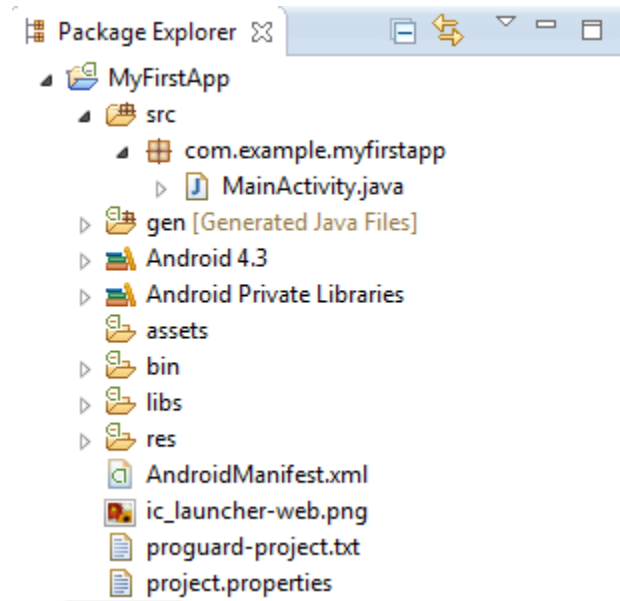 Package Explorer
MyFirstApp
src
com.example.myfirstapp
MainActivity.java
gen [Generated Java Files]
Android 4.3
Android Private Libraries
assets
bin
libs
res
AndroidManifest.xml
ic_launcher-web.png
proguard-project.txt
project.properties